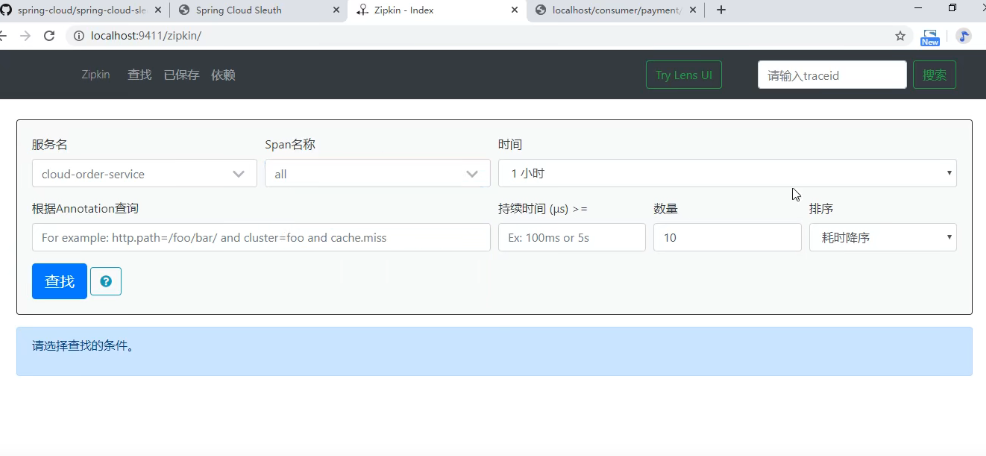 spring-cloud/spring-cloud-sle
Spring Cloud Sleuth
Zipkin - Index
localhost/consumer/payment/
localhost:9411/zipkin/
New
Zipkin 查找 已保存 依赖
Try Lens UI
请输入traceid
搜索
服务名 Span名称 时间
cloud-order-service all 1 小时
根据Annotation查询 持续时间 (μs) >= 数量 排序
For example: http.path=/foo/bar/ and cluster=foo and cache.miss Ex: 100ms or 5s 10 耗时降序
查找 ?
请选择查找的条件。